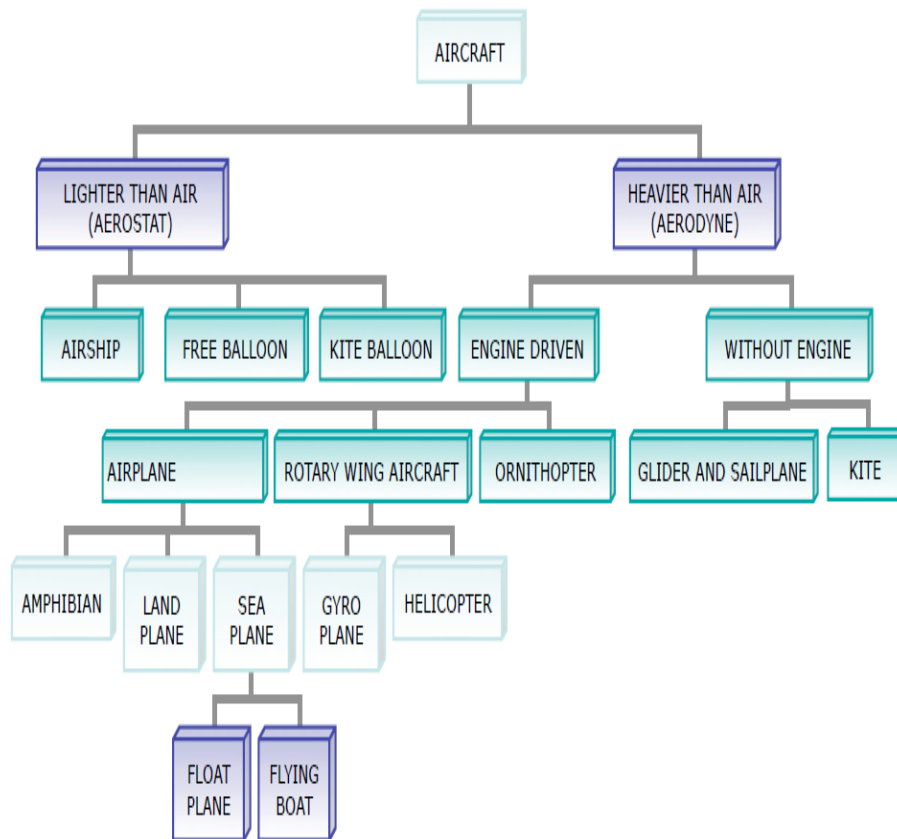 AIRCRAFT
LIGHTER THAN AIR
(AEROSTAT)
HEAVIER THAN AIR
(AERODYNE)
AIRSHIP
FREE BALLOON
KITE BALLOON
ENGINE DRIVEN
WITHOUT ENGINE
AIRPLANE
ROTARY WING AIRCRAFT
ORNITHOPTER
GLIDER AND SAILPLANE
KITE
AMPHIBIAN
LAND
PLANE
SEA
PLANE
GYRO
PLANE
HELICOPTER
FLOAT
PLANE
FLYING
BOAT